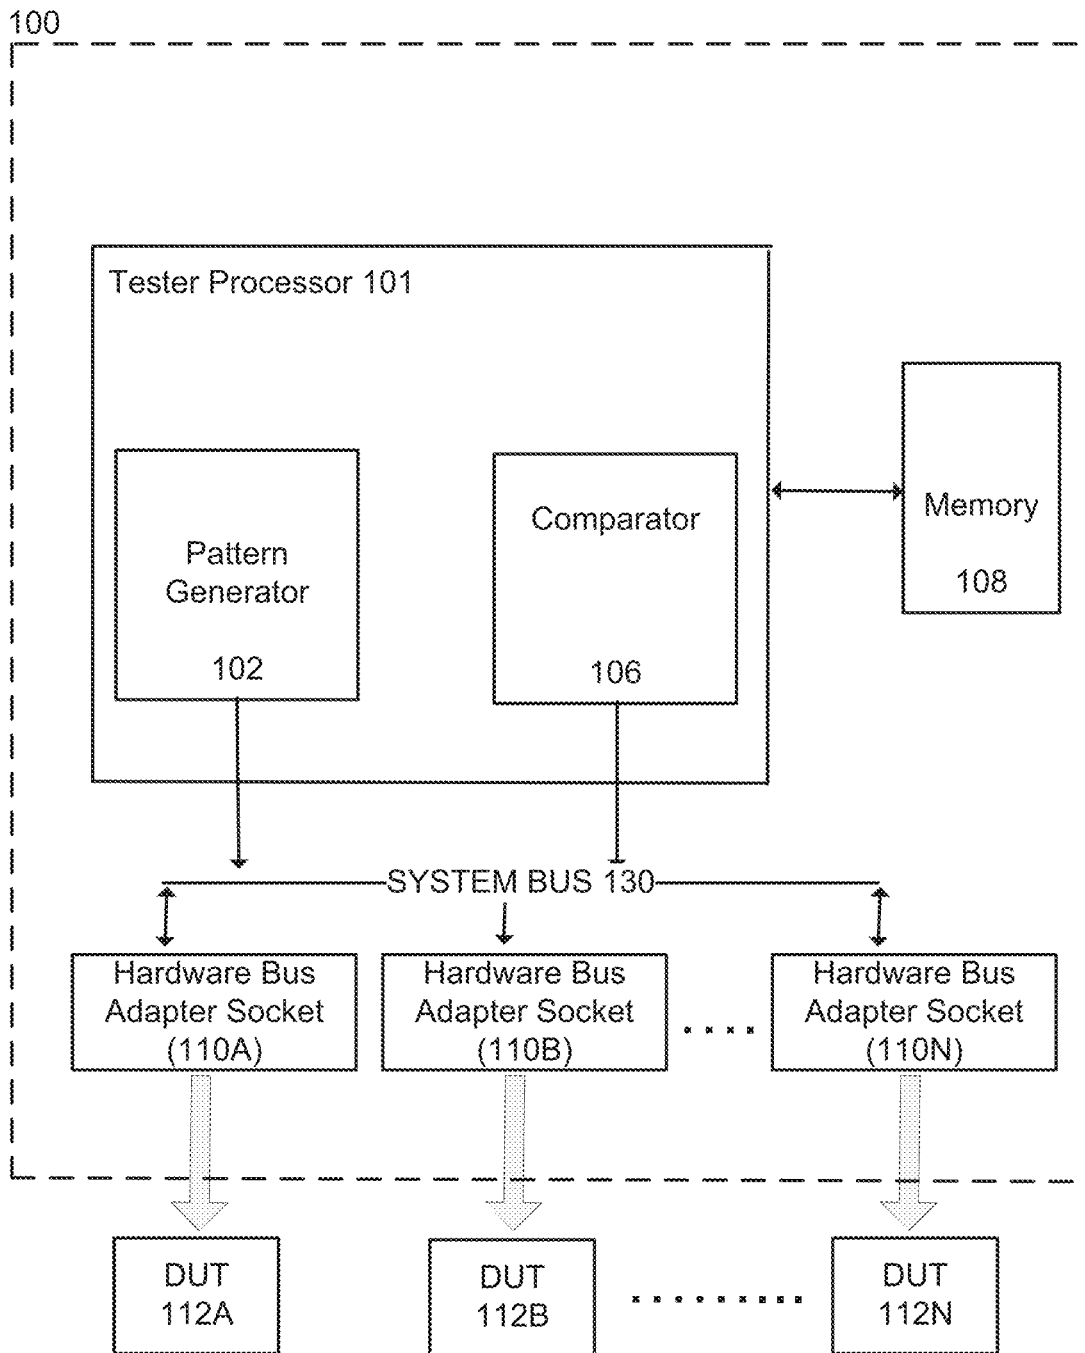 100
Tester Processor 101
Pattern
Generator
102
Comparator
106
Memory
108
SYSTEM BUS 130
Hardware Bus
Adapter Socket
(110A)
Hardware Bus
Adapter Socket
(110B)
Hardware Bus
Adapter Socket
(110N)
DUT
112A
DUT
112B
DUT
112N